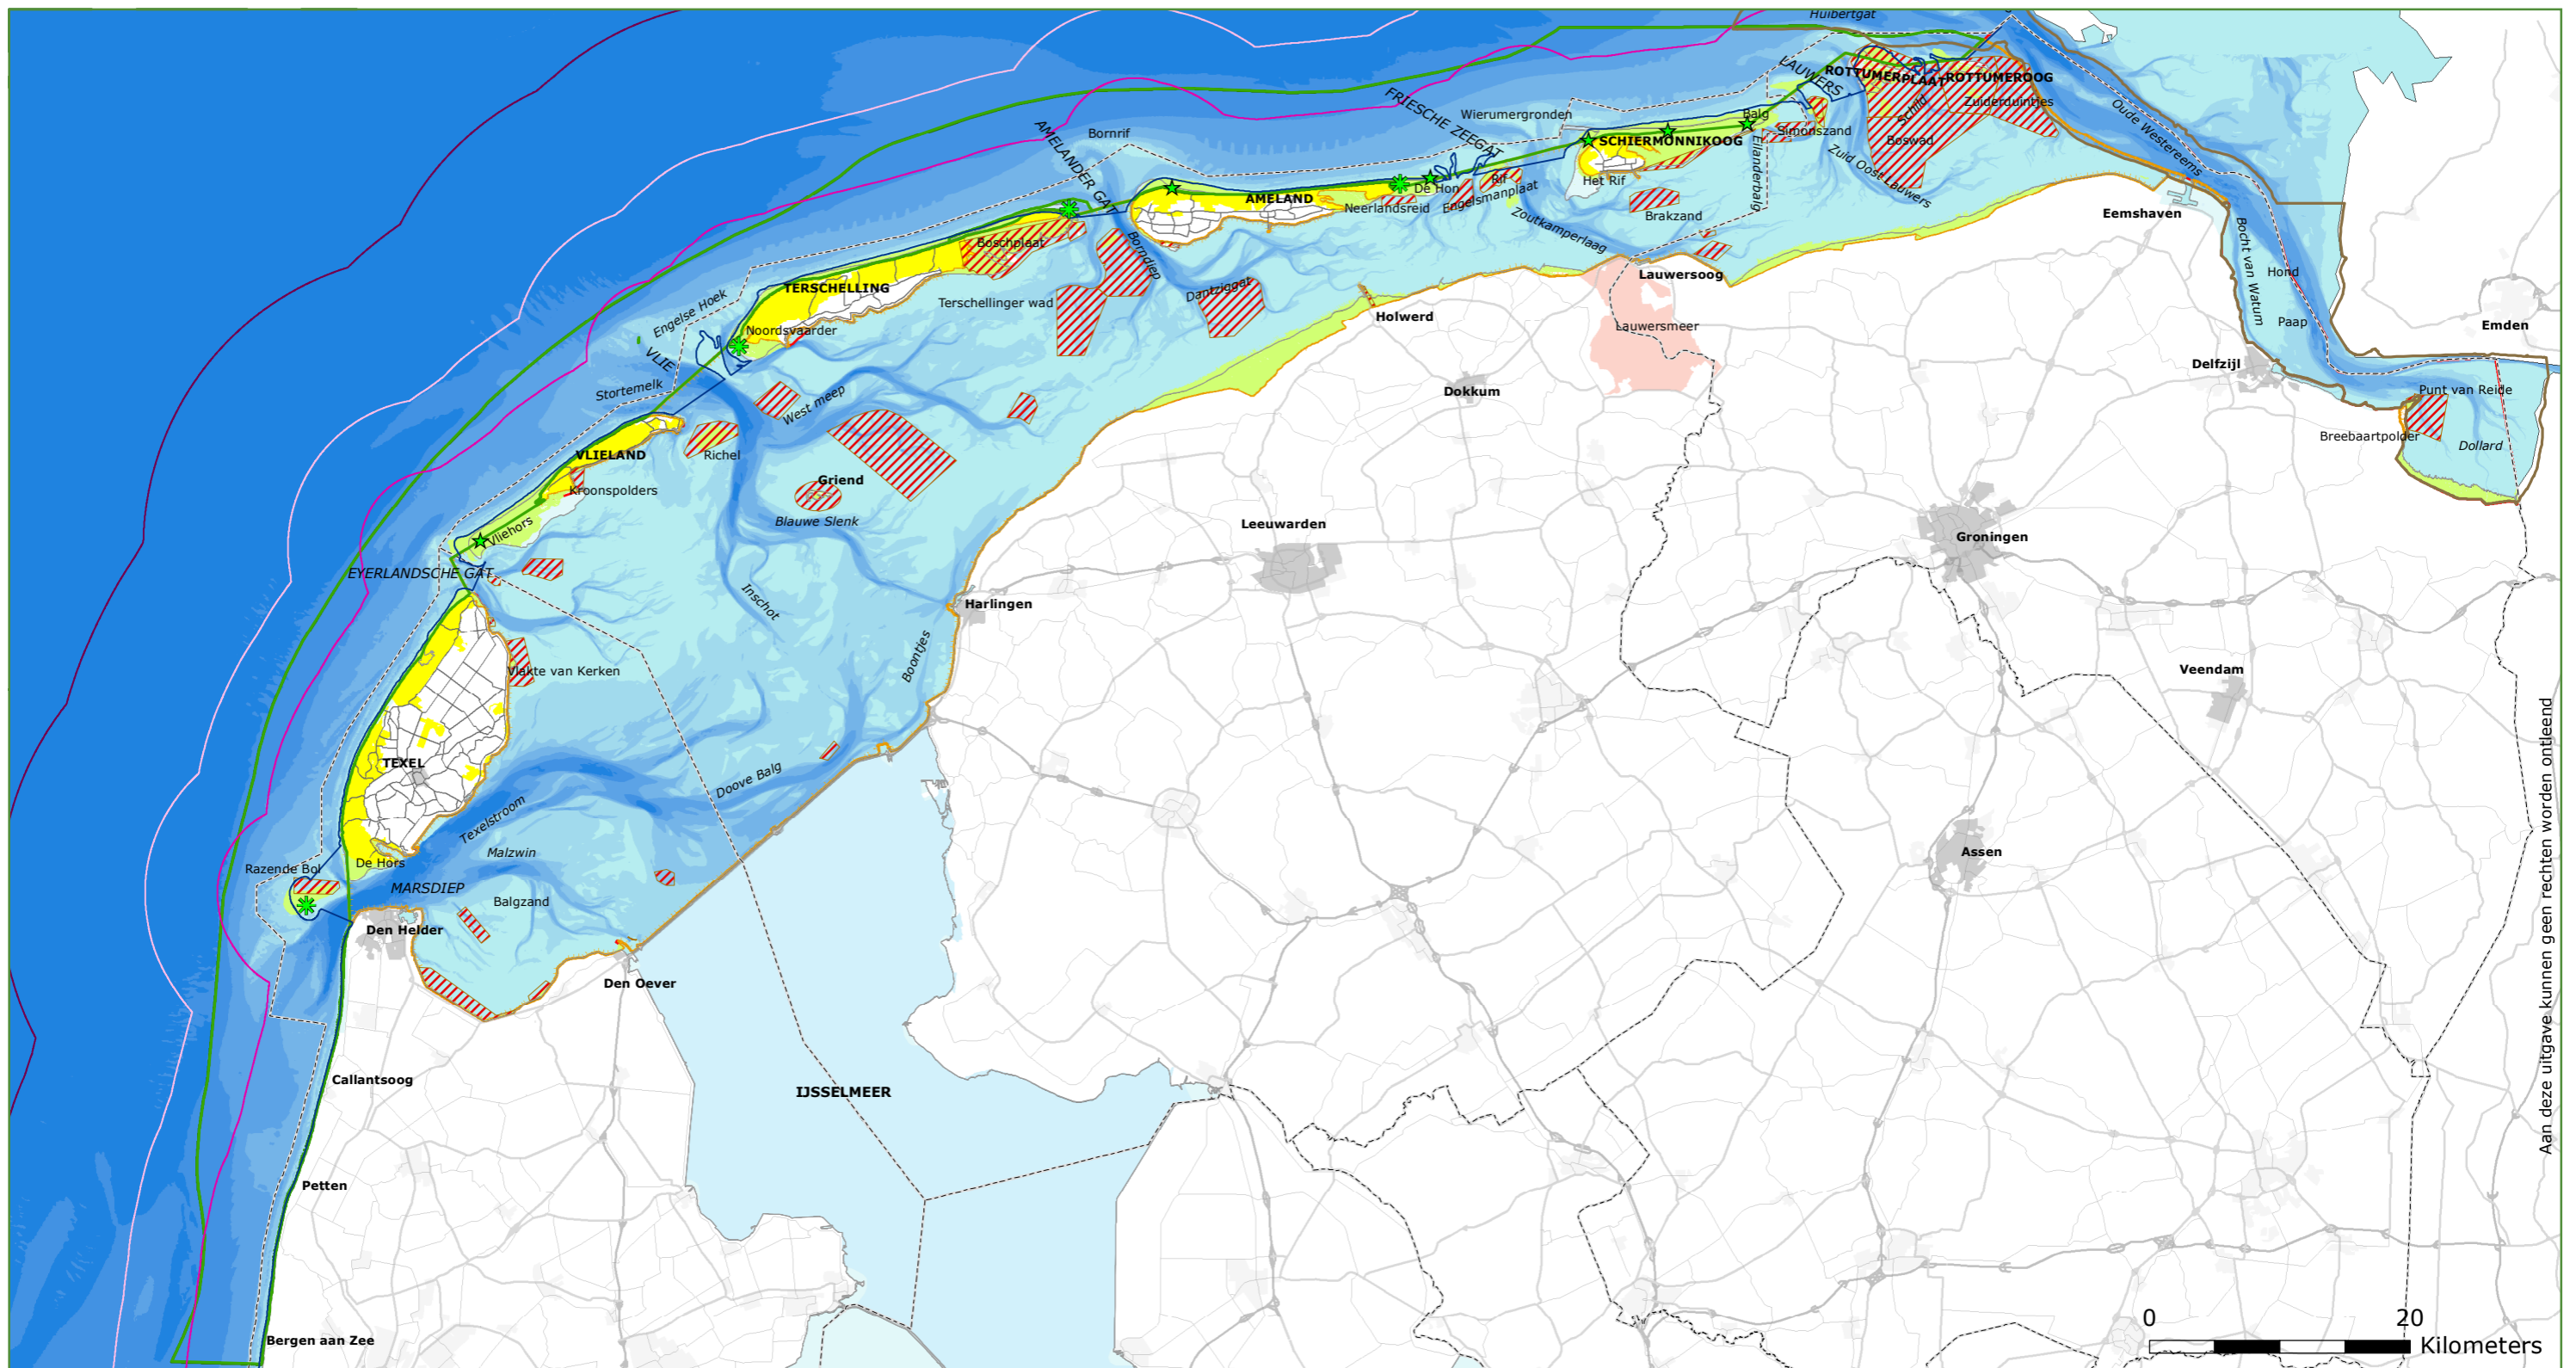 Huibertgat
LAUWERS
ROTTUMERPLAAT
ROTTUMEROOG
Zuiderduintjes
Schild
Boswad
Oude Westereems
FRIESCHE ZEEGAT
Wierumergronden
Balg
Simonszand
SCHIERMONNIKOOG
Eilanderbalg
Zuid Oost Lauwers
Bornrif
AMELANDER GAT
Het Rif
Rif
De Hon
Engelsmanplaat
Neerlandsreid
AMELAND
Brakzand
Zoutkamperlaag
Eemshaven
Bocht van Watum
Hond
Paap
Boschplaat
Borndiep
Lauwersoog
TERSCHELLING
Terschellinger wad
Dantziggat
Holwerd
Lauwersmeer
Emden
Engelse Hoek
Noordsvaarder
VLIE
Stortemelk
West meep
Dokkum
Delfzijl
Punt van Reide
Breebaartpolder
Dollard
VLIELAND
Richel
Griend
Kroonspolders
Blauwe Slenk
Vliehors
Leeuwarden
Groningen
EYERLANDSCHE GAT
Inschot
Harlingen
Boontjes
Vlakte van Kerken
Veendam
TEXEL
Texelstroom
Doove Balg
Malzwin
De Hors
Razende Bol
MARSDIEP
Balgzand
Assen
Den Helder
Den Oever
Callantsoog
IJSSELMEER
Petten
Bergen aan Zee
Aan deze uitgave kunnen geen rechten worden ontleend
0 20
Kilometers